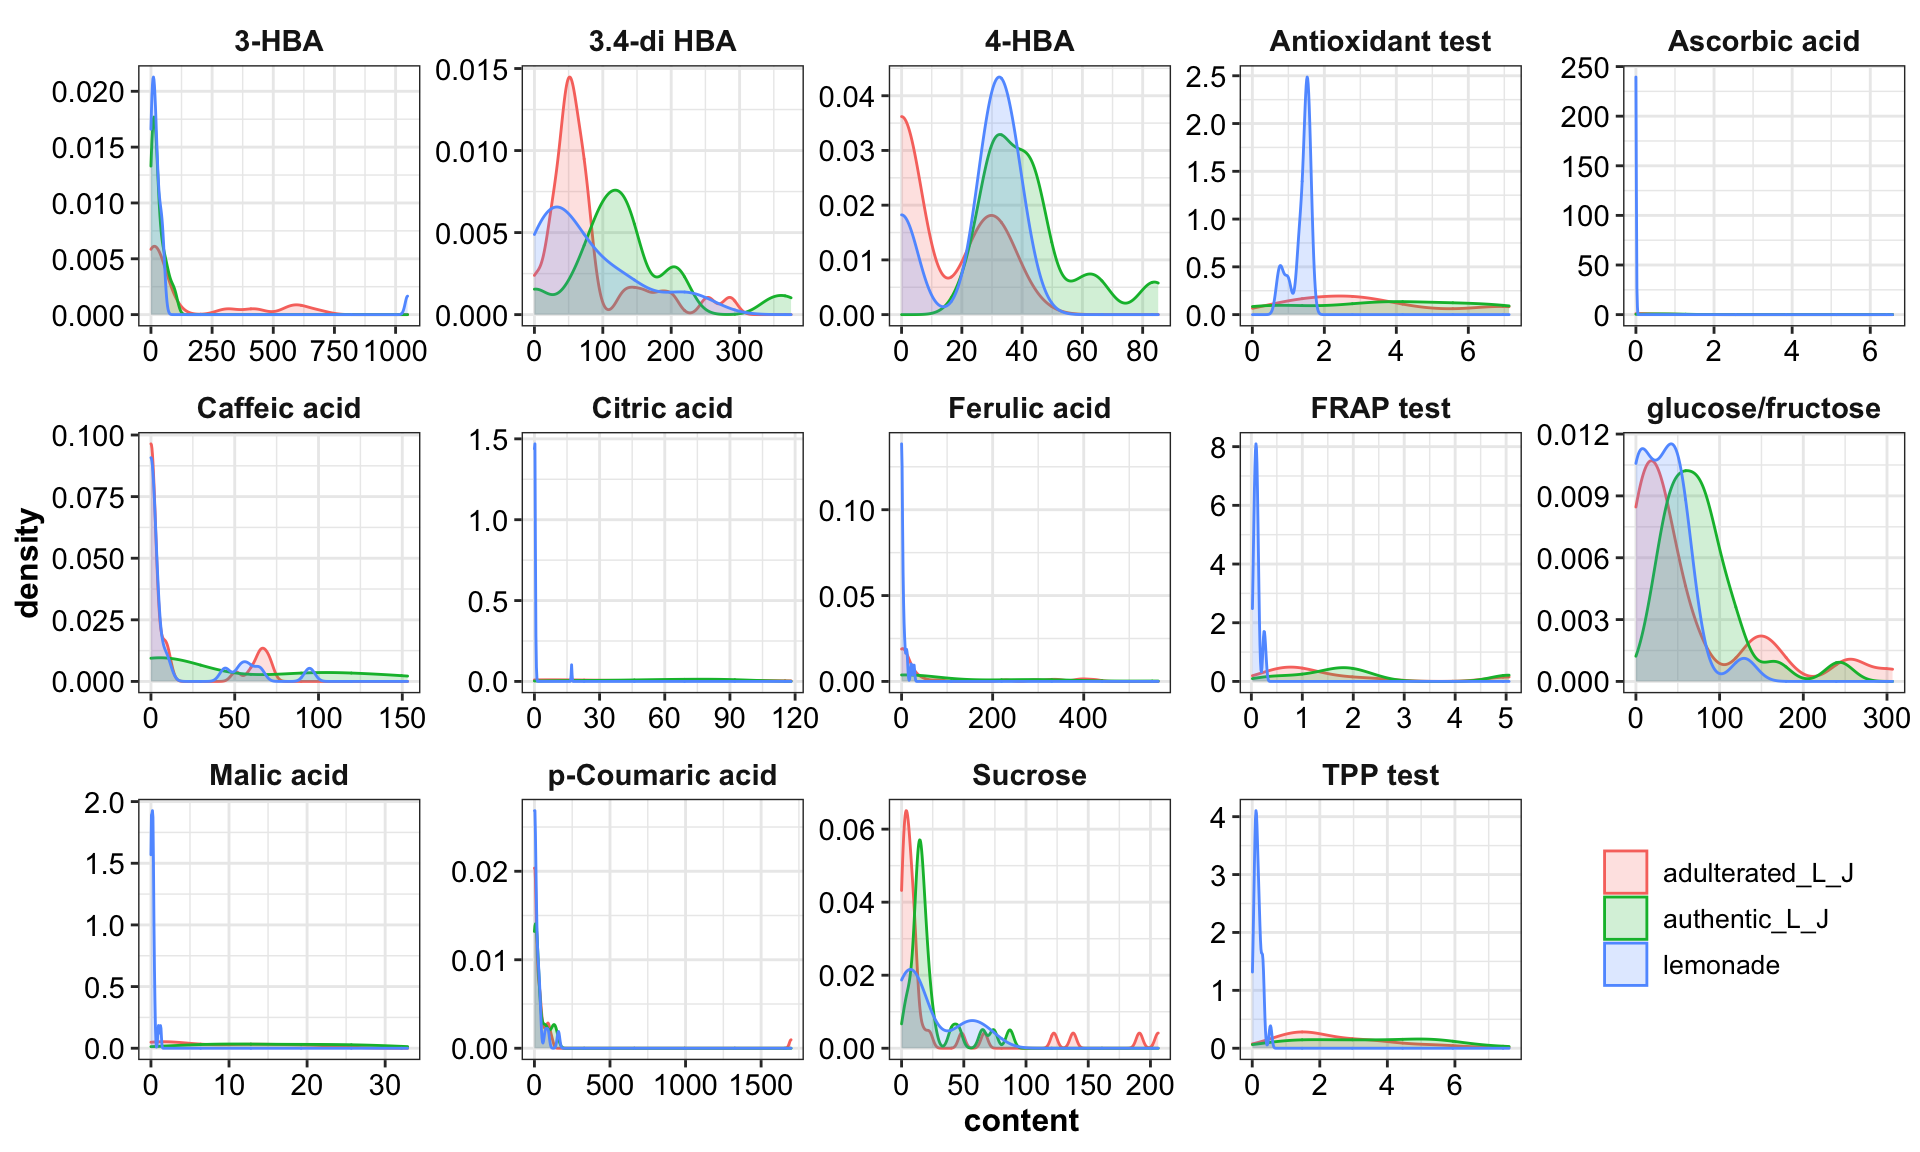 3-HBA 3.4-di HBA 4-HBA Antioxidant test Ascorbic acid
0.020
0.015
0.010
0.005
0.000
0 250 500 750 1000
0.015
0.010
0.005
0.000
0 100 200 300
0.04
0.03
0.02
0.01
0.00
0 20 40 60 80
2.5
2.0
1.5
1.0
0.5
0.0
0 2 4 6
250
200
150
100
50
0
0 2 4 6
Caffeic acid Citric acid Ferulic acid FRAP test glucose/fructose
0.100
0.075
0.050
0.025
0.000
0 50 100 150
1.5
1.0
0.5
0.0
0 30 60 90 120
0.10
0.05
0.00
0 200 400
8
6
4
2
0
0 1 2 3 4 5
0.012
0.009
0.006
0.003
0.000
0 100 200 300
Malic acid p-Coumaric acid Sucrose TPP test
2.0
1.5
1.0
0.5
0.0
0 10 20 30
0.02
0.01
0.00
0 500 1000 1500
0.06
0.04
0.02
0.00
0 50 100 150 200
4
3
2
1
0
0 2 4 6
density
content
adulterated_L_J
authentic_L_J
lemonade